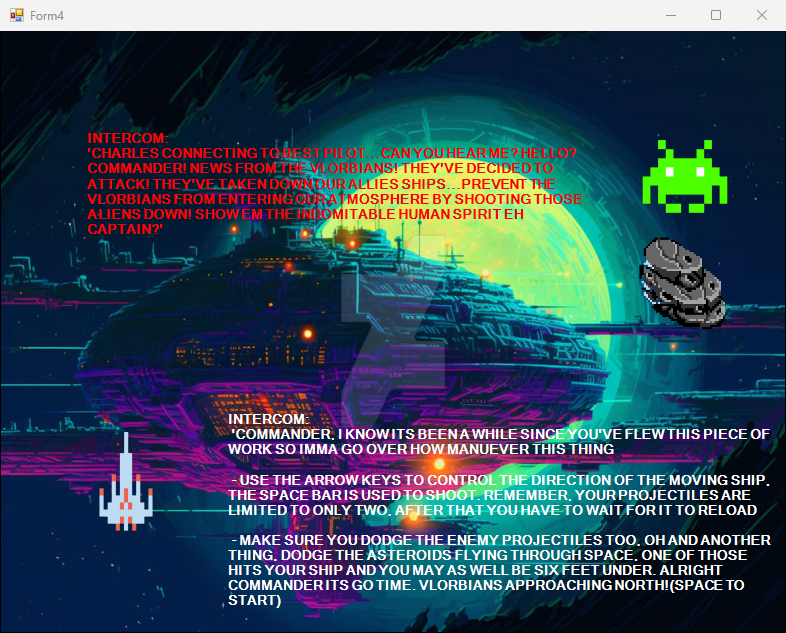 Form4
INTERCOM:
'CHARLES CONNECTING TO BEST PILOT... CAN YOU HEAR ME? HELLO?
COMMANDER! NEWS FROM THE VLORBIANS! THEY'VE DECIDED TO
ATTACK! THEY'VE TAKEN DOWN OUR ALLIES SHIPS... PREVENT THE
VLORBIANS FROM ENTERING OUR ATMOSPHERE BY SHOOTING THOSE
ALIENS DOWN! SHOW EM THE INDOMITABLE HUMAN SPIRIT EH
CAPTAIN?'
INTERCOM:
'COMMANDER, I KNOW ITS BEEN A WHILE SINCE YOU'VE FLEW THIS PIECE OF
WORK SO IMMA GO OVER HOW MANUEVER THIS THING
- USE THE ARROW KEYS TO CONTROL THE DIRECTION OF THE MOVING SHIP.
THE SPACE BAR IS USED TO SHOOT. REMEMBER, YOUR PROJECTILES ARE
LIMITED TO ONLY TWO, AFTER THAT YOU HAVE TO WAIT FOR IT TO RELOAD
- MAKE SURE YOU DODGE THE ENEMY PROJECTILES TOO. OH AND ANOTHER
THING, DODGE THE ASTEROIDS FLYING THROUGH SPACE, ONE OF THOSE
HITS YOUR SHIP AND YOU MAY AS WELL BE SIX FEET UNDER. ALRIGHT
COMMANDER ITS GO TIME. VLORBIANS APPROACHING NORTH!(SPACE TO
START)